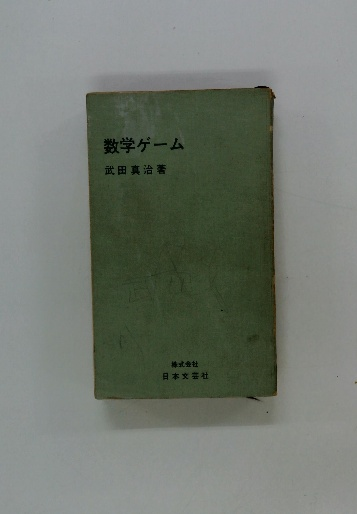 数学ゲーム
武田真治著
株式会社
日本文芸社